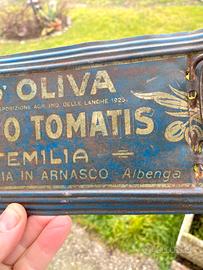 D'OLIVA
ESPOSIZIONE AGR. IND. DELLE LANGHE 1925
O TOMATIS
EMILIA
IA IN ARNASCO Albenga